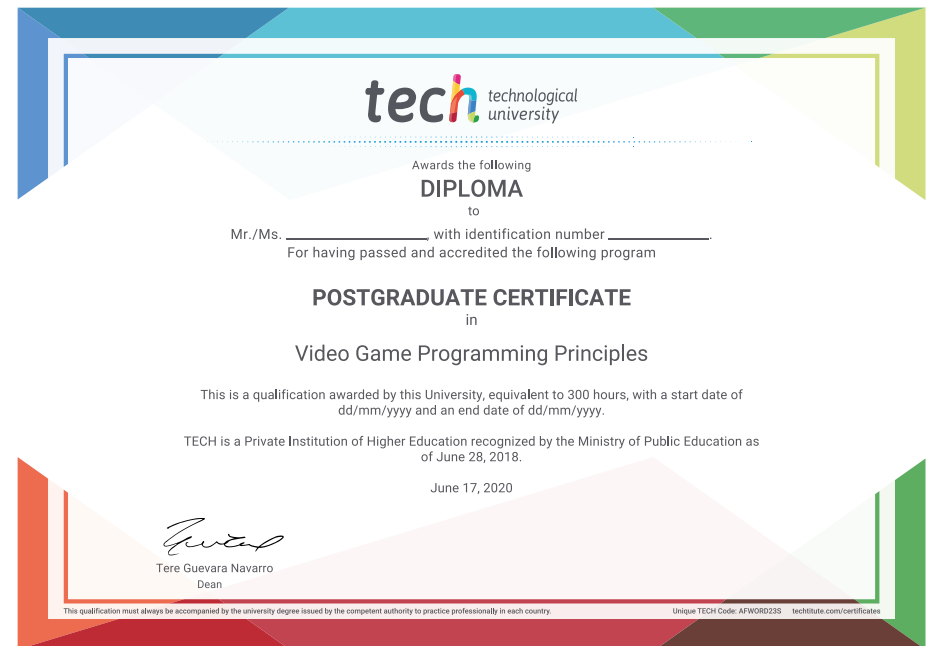 tech technological
university
Awards the following
DIPLOMA
to
Mr./Ms. ____________________, with identification number ______________.
For having passed and accredited the following program
POSTGRADUATE CERTIFICATE
in
Video Game Programming Principles
This is a qualification awarded by this University, equivalent to 300 hours, with a start date of
dd/mm/yyyy and an end date of dd/mm/yyyy.
TECH is a Private Institution of Higher Education recognized by the Ministry of Public Education as
of June 28, 2018.
June 17, 2020
Tere Guevara Navarro
Dean
This qualification must always be accompanied by the university degree issued by the competent authority to practice professionally in each country. Unique TECH Code: AFWORD23S techtitute.com/certificates